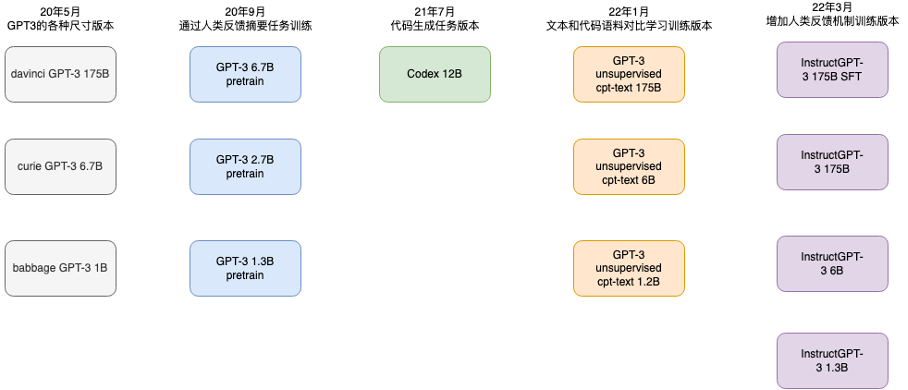 20年5月
GPT3的各种尺寸版本
davinci GPT-3 175B
curie GPT-3 6.7B
babbage GPT-3 1B
20年9月
通过人类反馈摘要任务训练
GPT-3 6.7B
pretrain
GPT-3 2.7B
pretrain
GPT-3 1.3B
pretrain
21年7月
代码生成任务版本
Codex 12B
22年1月
文本和代码语料对比学习训练版本
GPT-3
unsupervised
cpt-text 175B
GPT-3
unsupervised
cpt-text 6B
GPT-3
unsupervised
cpt-text 1.2B
22年3月
增加人类反馈机制训练版本
InstructGPT-
3 175B SFT
InstructGPT-
3 175B
InstructGPT-
3 6B
InstructGPT-
3 1.3B